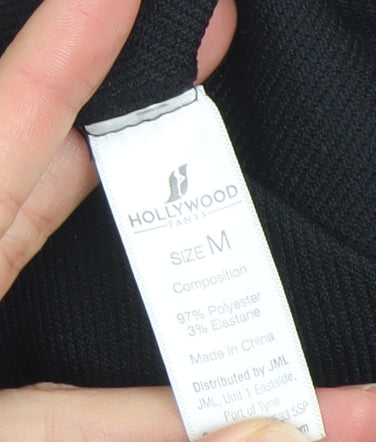 HOLLYWOOD
PANTS
SIZE M
Composition
97% Polyester
3% Elastane
Made in China
Distributed by JML
JML, Unit 1 Eastside,
Port of Tyne
5SP